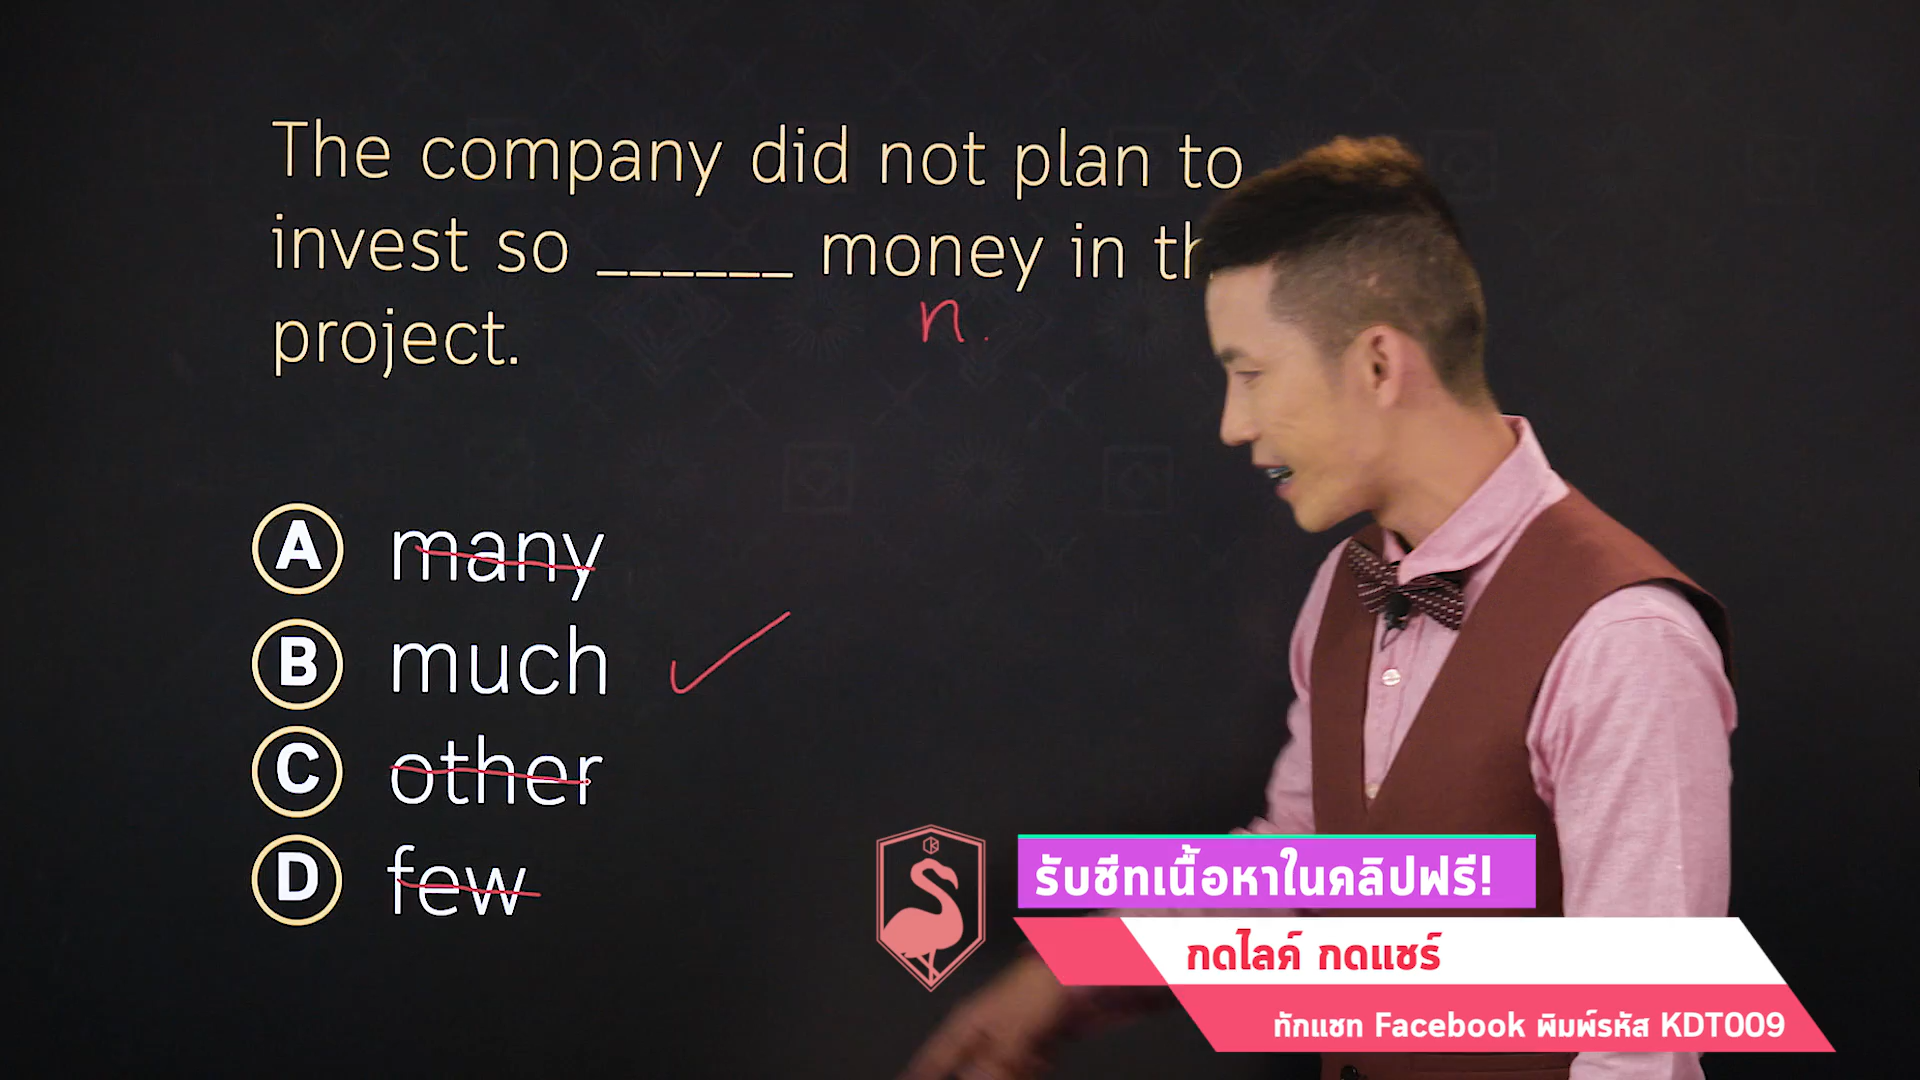 The company did not plan to
invest so ______ money in
n.
project.
A many
B much
C other
D few
รับชีทเนื้อหาในคลิปฟรี!
กดไลค์ กดแชร์
ทักแชท Facebook พิมพ์รหัส KDT009